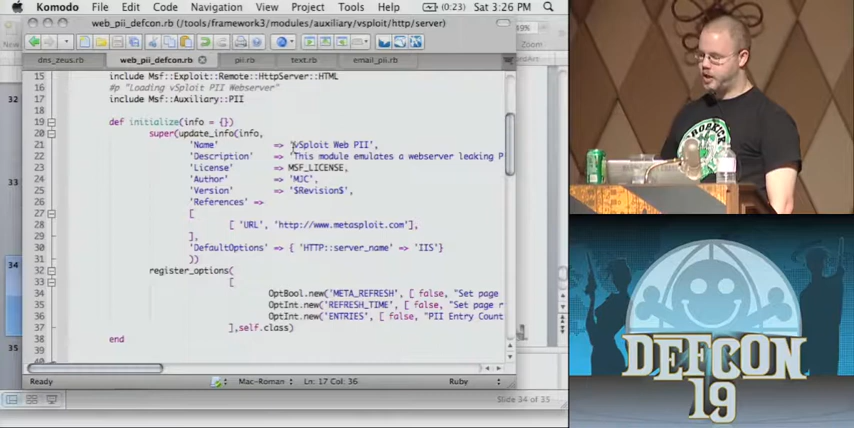 Komodo File Edit Code Navigation View Project Tools (0:23) Sat 3:26 PM
web_pii_defcon.rb (/tools/framework3/modules/auxiliary/vsploit/http/server)
49%
New
Zoom
dns_zeus.rb web_pii_defcon.rb pii.rb text.rb email_pii.rb
15 include Msf::Exploit::Remote::HttpServer::HTML
16 #p "Loading vSploit PII Webserver"
17 include Msf::Auxiliary::PII
18
19 def initialize(info = {})
20 super(update_info(info,
21 'Name' => 'vSploit Web PII',
22 'Description' => 'This module emulates a webserver leaking P
23 'License' => MSF_LICENSE,
24 'Author' => 'MJC',
25 'Version' => '$Revision$',
26 'References' =>
27 [
28 [ 'URL', 'http://www.metasploit.com'],
29 ],
30 'DefaultOptions' => { 'HTTP::server_name' => 'IIS'}
31 ))
32 register_options(
33 [
34 OptBool.new('META_REFRESH', [ false, "Set page
35 OptInt.new('REFRESH_TIME', [ false, "Set page r
36 OptInt.new('ENTRIES', [ false, "PII Entry Count
37 ],self.class)
38 end
39
32
33
34
35
Ready Mac-Roman Ln: 17 Col: 36 Ruby
Slide 34 of 35
DEFCON
19